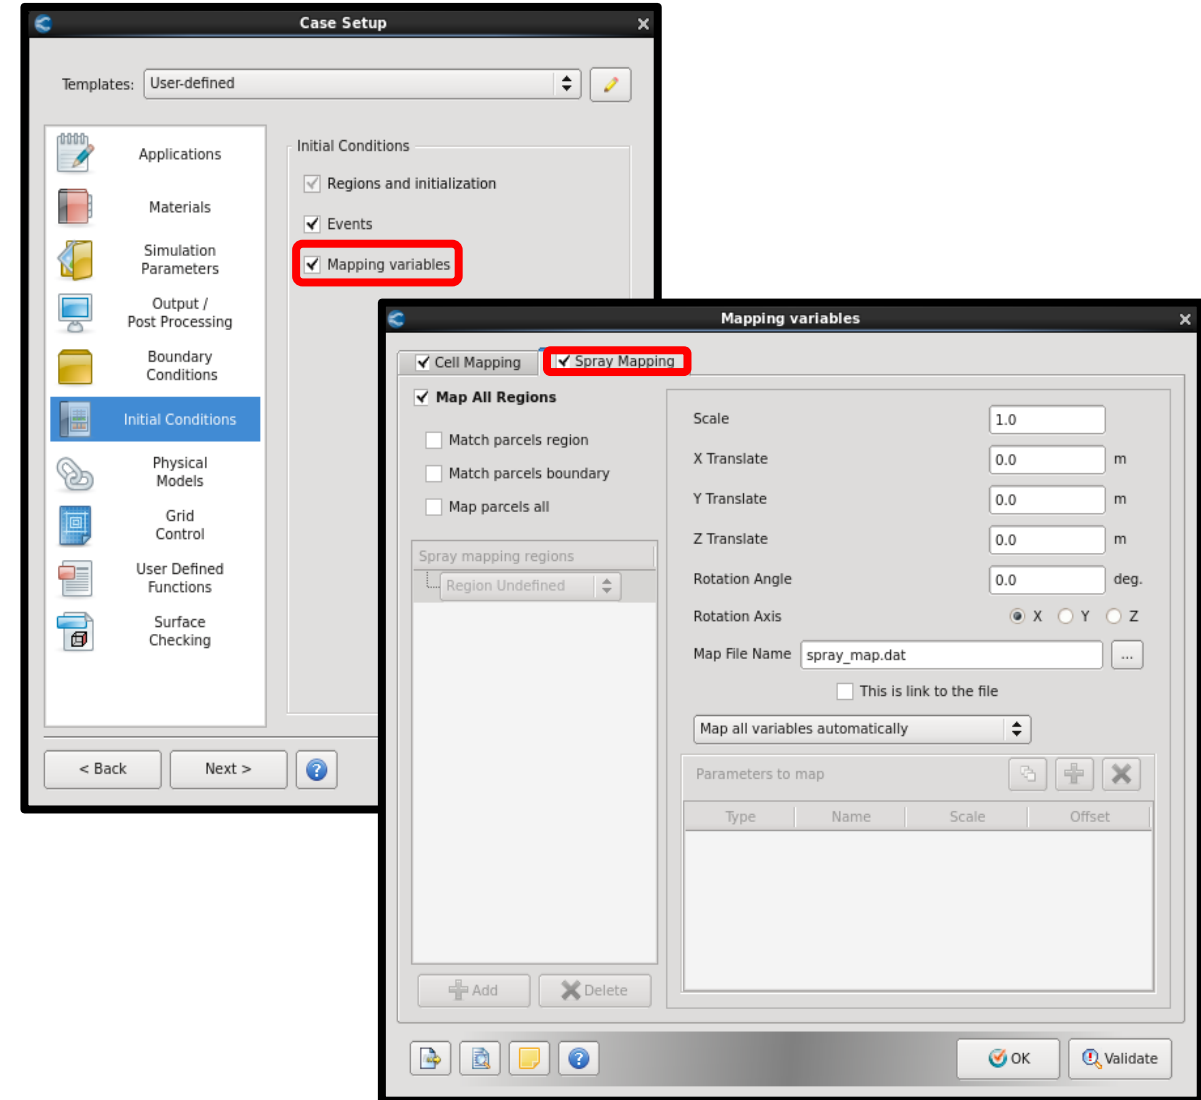 Case Setup
Templates: User-defined
Applications
Materials
Simulation
Parameters
Output /
Post Processing
Boundary
Conditions
Initial Conditions
Physical
Models
Grid
Control
User Defined
Functions
Surface
Checking
Initial Conditions
Regions and initialization
Events
Mapping variables
< Back Next >
Mapping variables
Cell Mapping Spray Mapping
Map All Regions
Match parcels region
Match parcels boundary
Map parcels all
Spray mapping regions
Region Undefined
Add Delete
Scale 1.0
X Translate 0.0 m
Y Translate 0.0 m
Z Translate 0.0 m
Rotation Angle 0.0 deg.
Rotation Axis X Y Z
Map File Name spray_map.dat ...
This is link to the file
Map all variables automatically
Parameters to map
Type Name Scale Offset
OK Validate